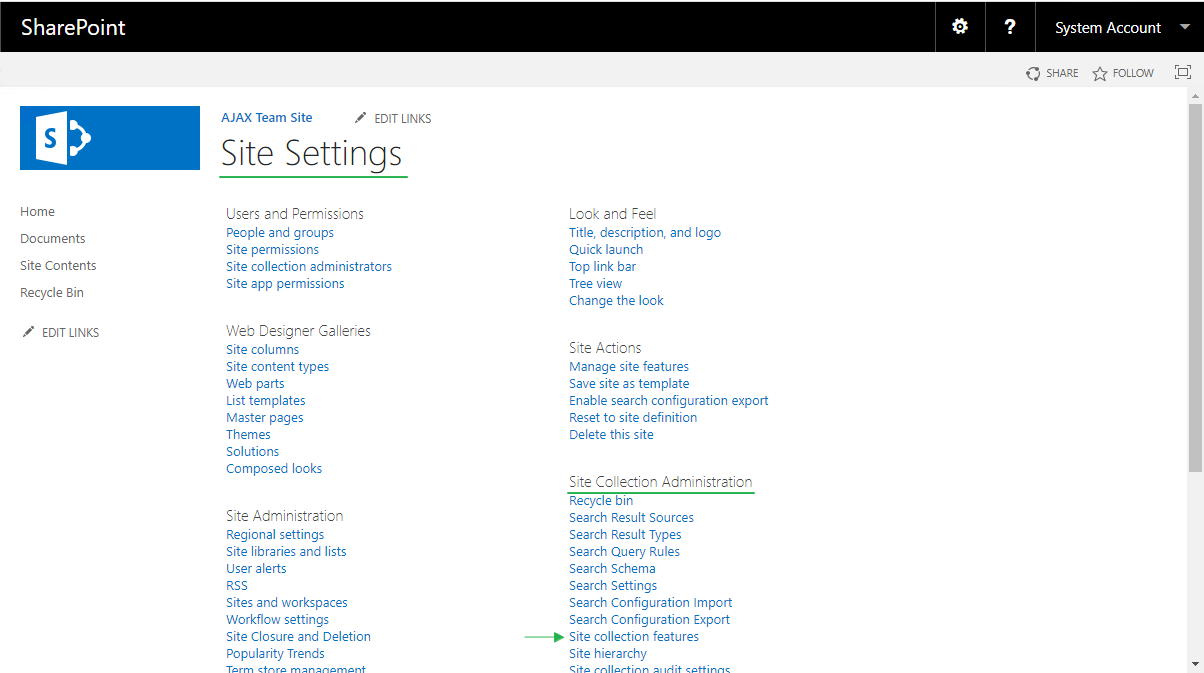 SharePoint
?
System Account
SHARE
FOLLOW
S
AJAX Team Site
EDIT LINKS
Site Settings
Home
Documents
Site Contents
Recycle Bin
EDIT LINKS
Users and Permissions
People and groups
Site permissions
Site collection administrators
Site app permissions
Web Designer Galleries
Site columns
Site content types
Web parts
List templates
Master pages
Themes
Solutions
Composed looks
Site Administration
Regional settings
Site libraries and lists
User alerts
RSS
Sites and workspaces
Workflow settings
Site Closure and Deletion
Popularity Trends
Term store management
Look and Feel
Title, description, and logo
Quick launch
Top link bar
Tree view
Change the look
Site Actions
Manage site features
Save site as template
Enable search configuration export
Reset to site definition
Delete this site
Site Collection Administration
Recycle bin
Search Result Sources
Search Result Types
Search Query Rules
Search Schema
Search Settings
Search Configuration Import
Search Configuration Export
Site collection features
Site hierarchy
Site collection audit settings